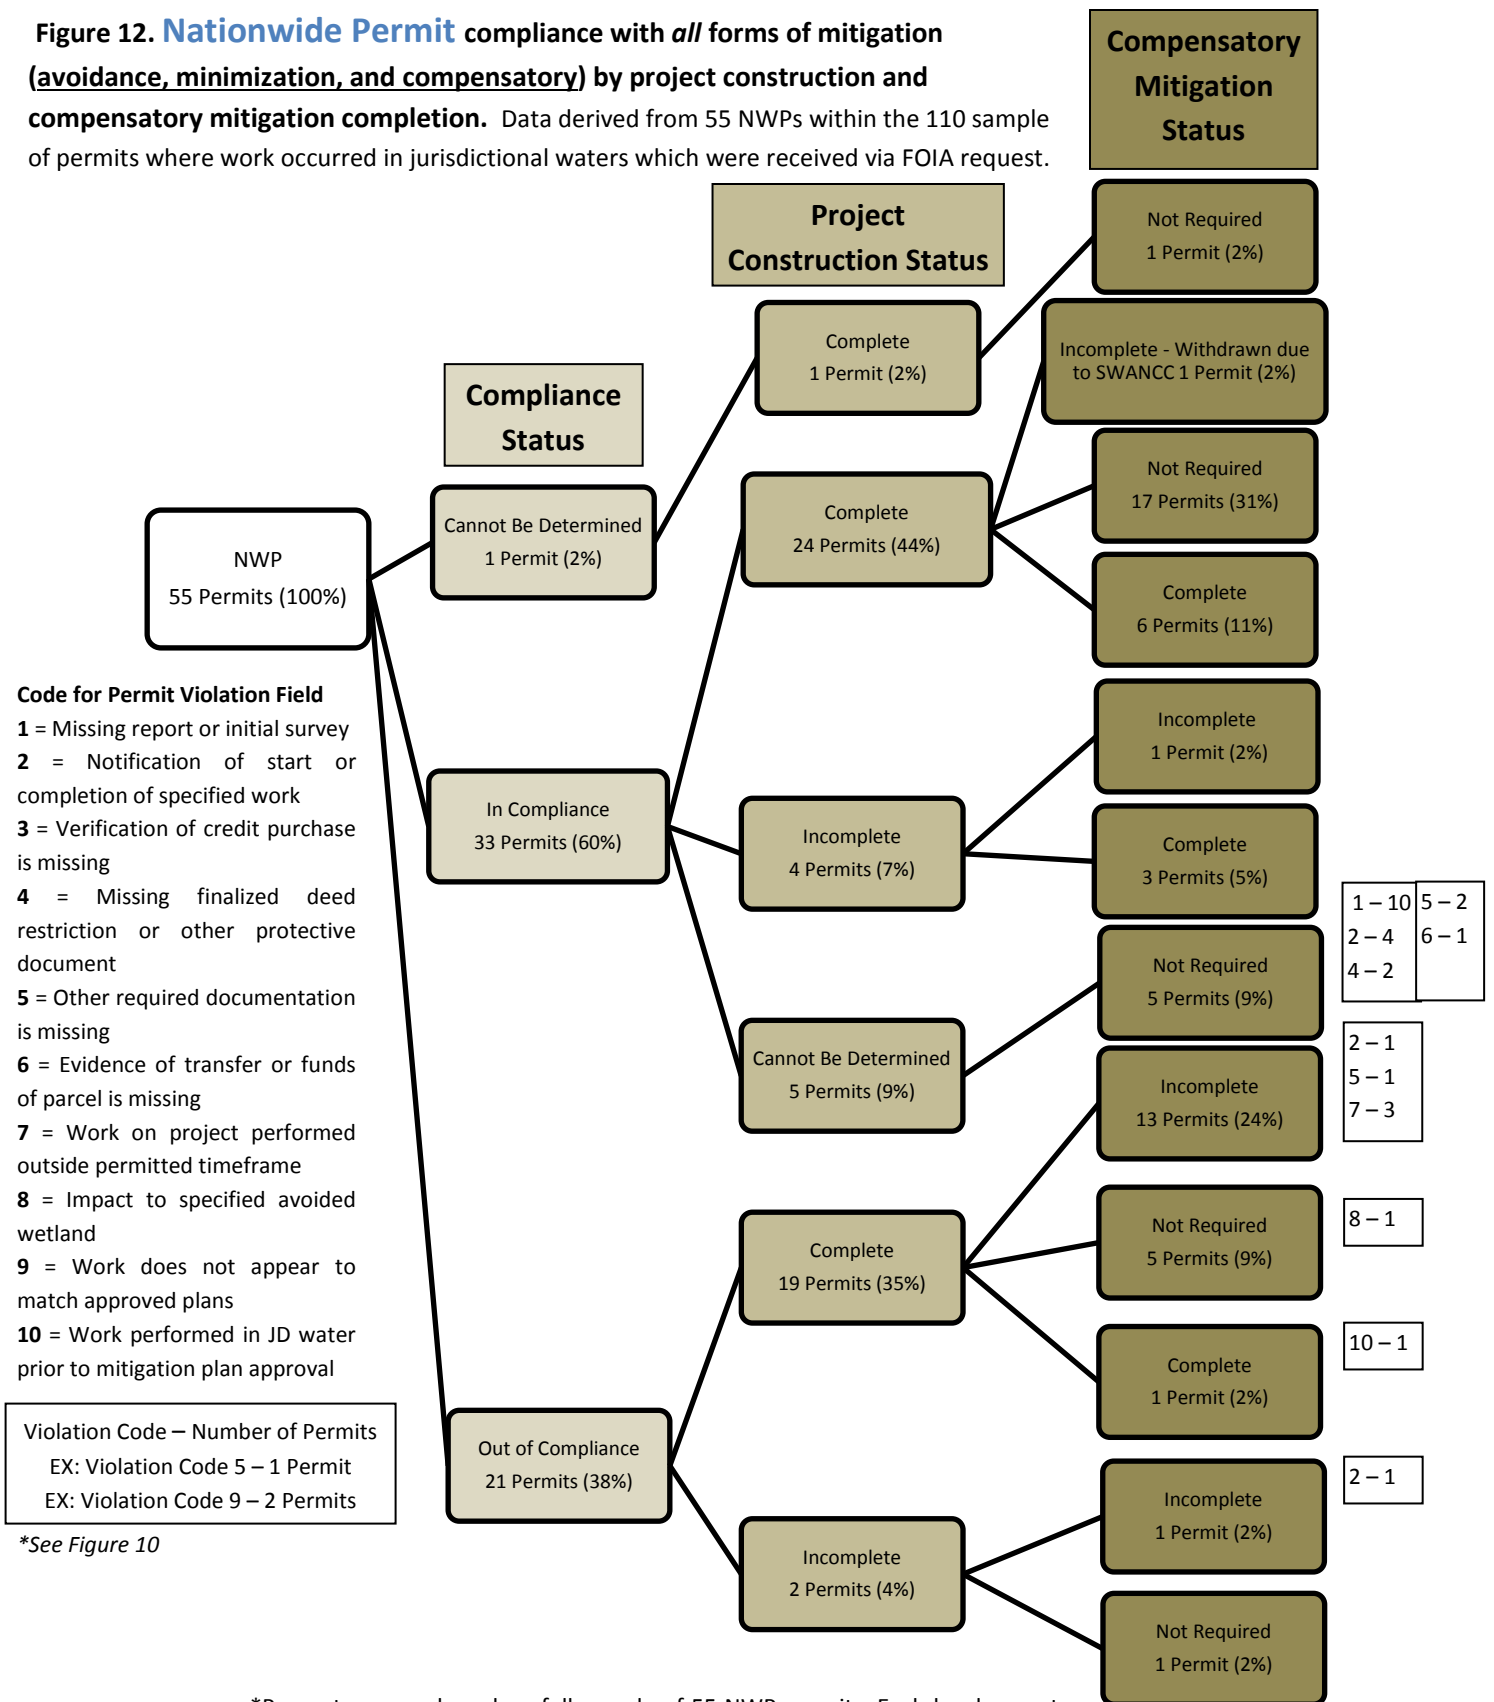 Figure 12. Nationwide Permit compliance with all forms of mitigation
(avoidance, minimization, and compensatory) by project construction and
compensatory mitigation completion. Data derived from 55 NWPs within the 110 sample
of permits where work occurred in jurisdictional waters which were received via FOIA request.
Compensatory
Mitigation
Status
Project
Construction Status
Compliance
Status
NWP
55 Permits (100%)
Cannot Be Determined
1 Permit (2%)
In Compliance
33 Permits (60%)
Out of Compliance
21 Permits (38%)
Complete
1 Permit (2%)
Complete
24 Permits (44%)
Incomplete
4 Permits (7%)
Cannot Be Determined
5 Permits (9%)
Complete
19 Permits (35%)
Incomplete
2 Permits (4%)
Not Required
1 Permit (2%)
Incomplete - Withdrawn due
to SWANCC 1 Permit (2%)
Not Required
17 Permits (31%)
Complete
6 Permits (11%)
Incomplete
1 Permit (2%)
Complete
3 Permits (5%)
Not Required
5 Permits (9%)
Incomplete
13 Permits (24%)
Not Required
5 Permits (9%)
Complete
1 Permit (2%)
Incomplete
1 Permit (2%)
Not Required
1 Permit (2%)
1 – 10
2 – 4
4 – 2
5 – 2
6 – 1
2 – 1
5 – 1
7 – 3
8 – 1
10 – 1
2 – 1
Code for Permit Violation Field
1 = Missing report or initial survey
2 = Notification of start or
completion of specified work
3 = Verification of credit purchase
is missing
4 = Missing finalized deed
restriction or other protective
document
5 = Other required documentation
is missing
6 = Evidence of transfer or funds
of parcel is missing
7 = Work on project performed
outside permitted timeframe
8 = Impact to specified avoided
wetland
9 = Work does not appear to
match approved plans
10 = Work performed in JD water
prior to mitigation plan approval
Violation Code – Number of Permits
EX: Violation Code 5 – 1 Permit
EX: Violation Code 9 – 2 Permits
*See Figure 10